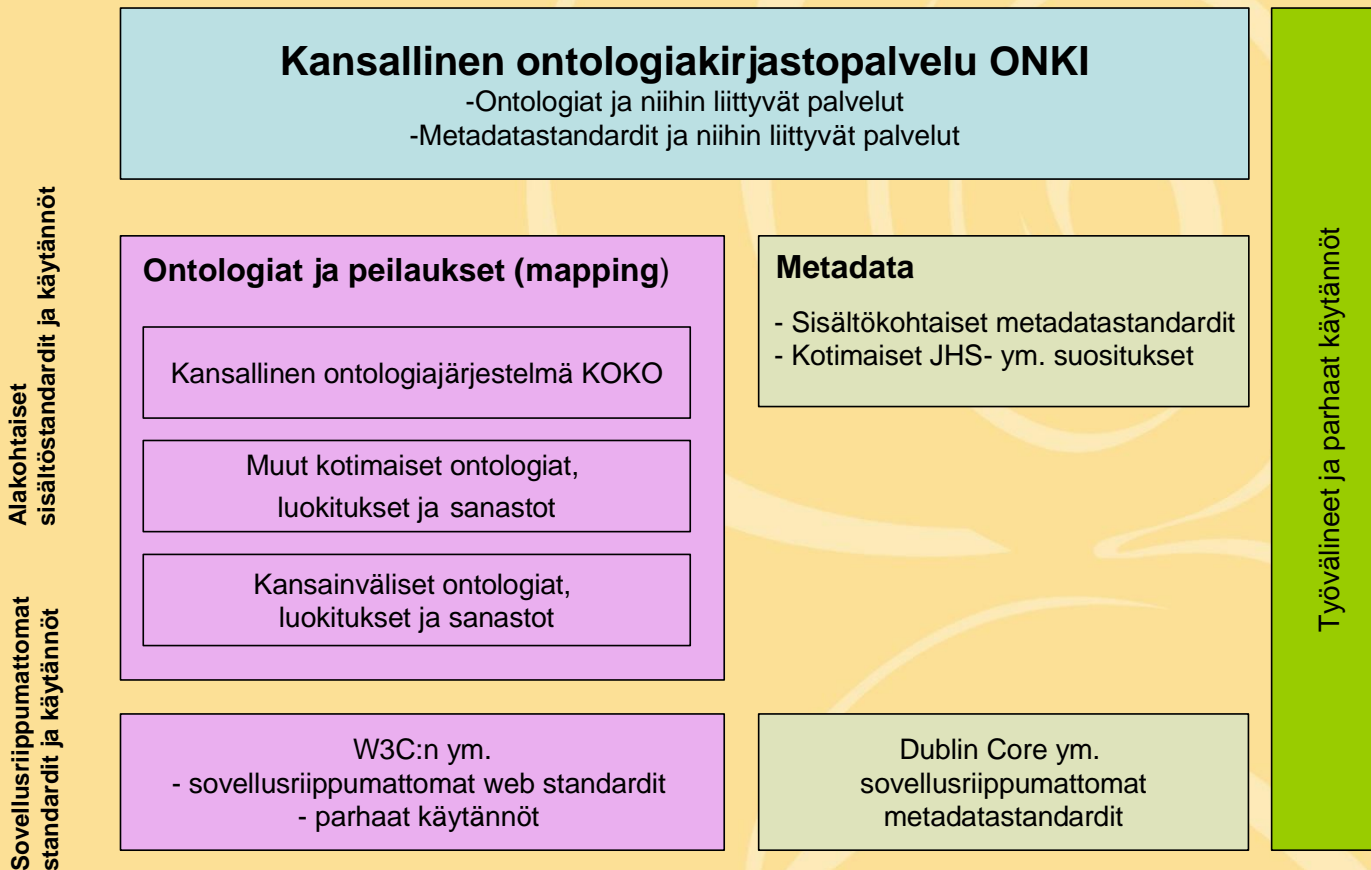 Kansallinen ontologiakirjastopalvelu ONKI
-Ontologiat ja niihin liittyvät palvelut
-Metadatastandardit ja niihin liittyvät palvelut
Alakohtaiset
sisältöstandardit ja käytännöt
Ontologiat ja peilaukset (mapping)
Kansallinen ontologiajärjestelmä KOKO
Muut kotimaiset ontologiat,
luokitukset ja sanastot
Kansainväliset ontologiat,
luokitukset ja sanastot
Metadata
- Sisältökohtaiset metadatastandardit
- Kotimaiset JHS- ym. suositukset
Sovellusriippumattomat
standardit ja käytännöt
W3C:n ym.
- sovellusriippumattomat web standardit
- parhaat käytännöt
Dublin Core ym.
sovellusriippumattomat
metadatastandardit
Työvälineet ja parhaat käytännöt